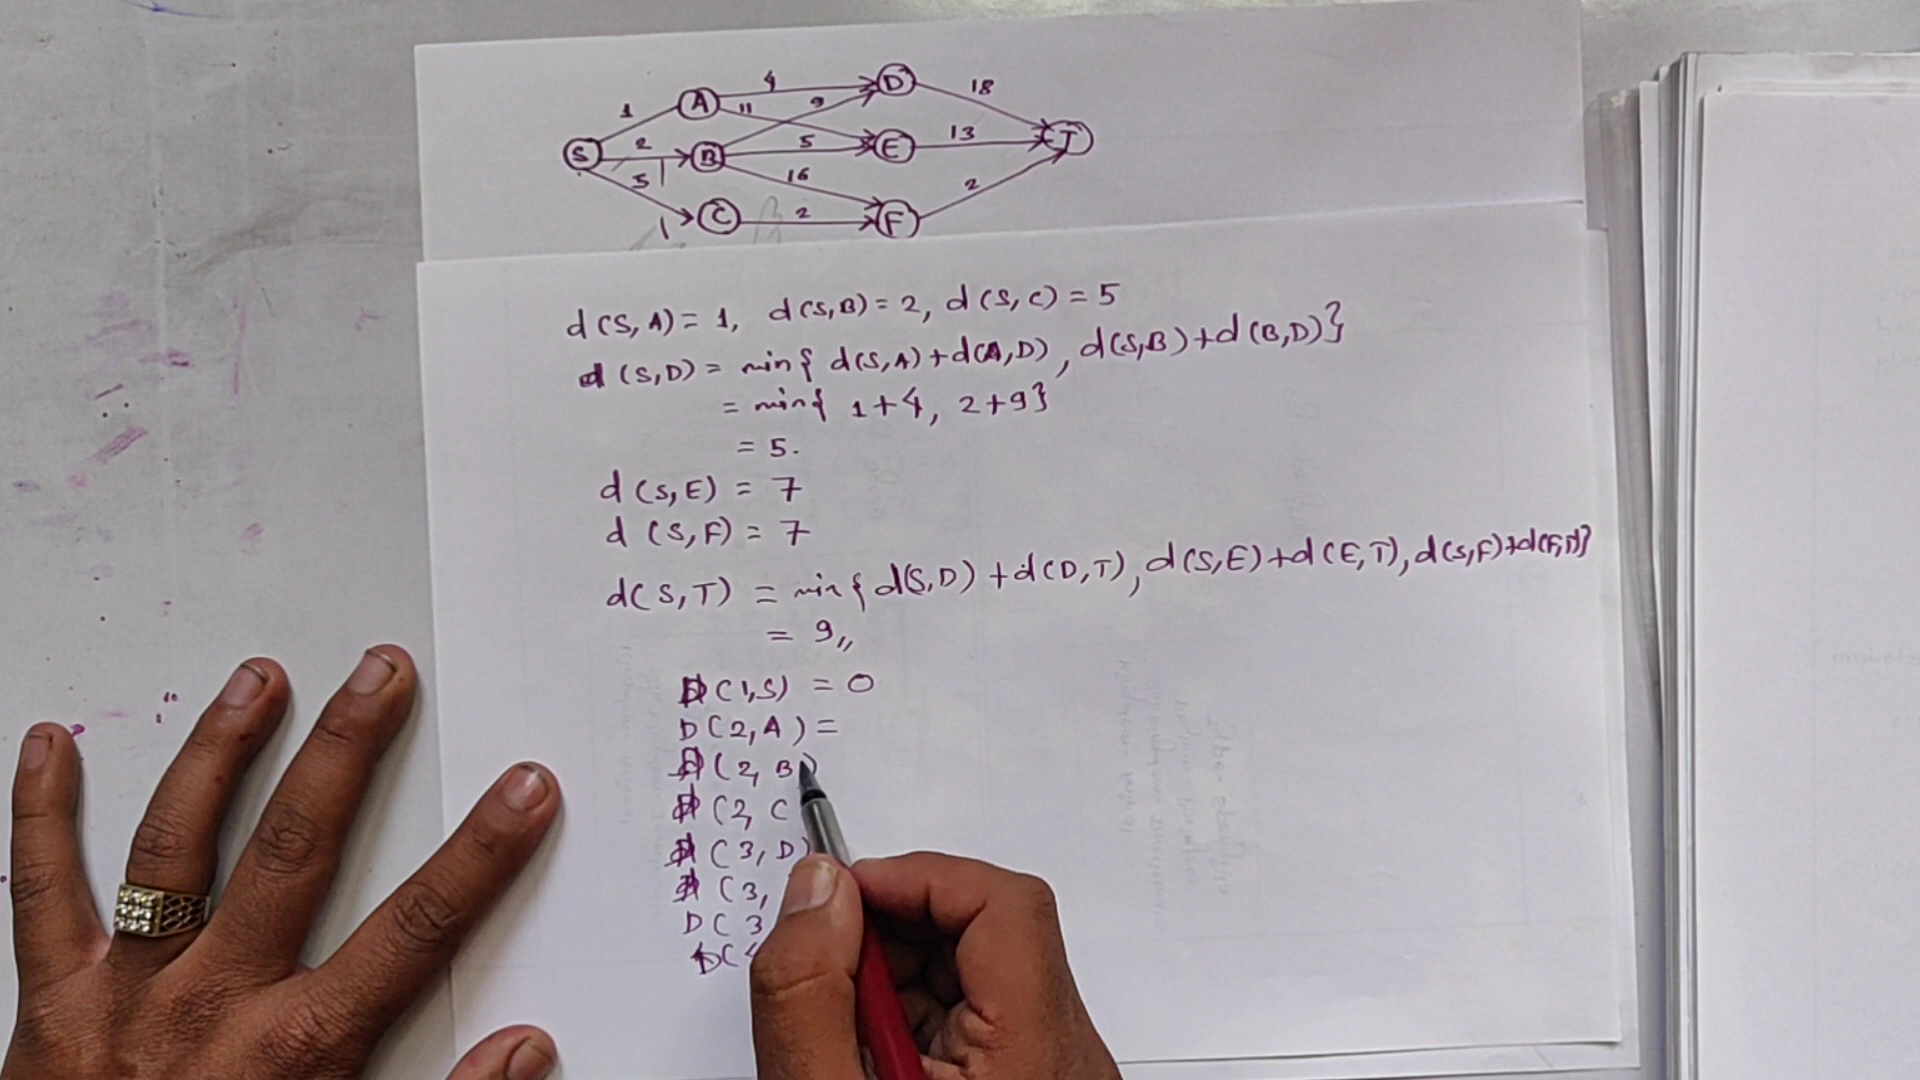 4 D 18
1 A 11 9
S 2 B 5 E 13 T
5 16 2
C 2 F
d(S,A) = 1, d(S,B) = 2, d(S,C) = 5
d(S,D) = min{ d(S,A)+d(A,D), d(S,B)+d(B,D)}
= min{ 1+4, 2+9}
= 5.
d(S,E) = 7
d(S,F) = 7
d(S,T) = min{ d(S,D)+d(D,T), d(S,E)+d(E,T), d(S,F)+d(F,T)}
= 9,,
D(1,S) = 0
D(2,A) =
D(2, B)
D(2, C
D(3, D)
D(3,
D(3
D(4